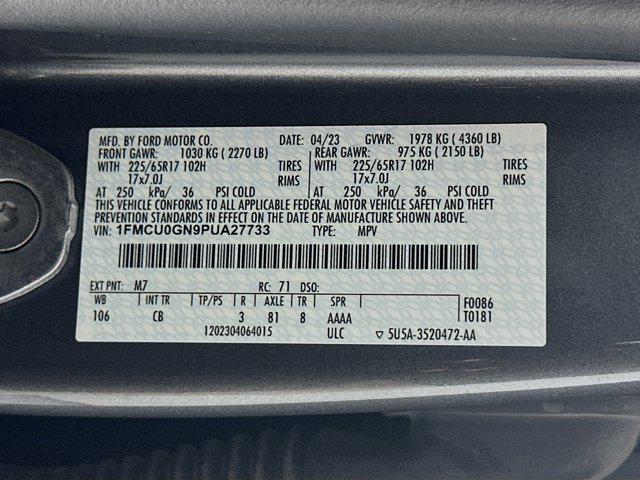 MFD. BY FORD MOTOR CO. DATE: 04/23 GVWR: 1978 KG ( 4360 LB)
FRONT GAWR: 1030 KG ( 2270 LB) REAR GAWR: 975 KG ( 2150 LB)
WITH 225/65R17 102H TIRES WITH 225/65R17 102H TIRES
17x7.0J RIMS 17x7.0J RIMS
AT 250 kPa/ 36 PSI COLD AT 250 kPa/ 36 PSI COLD
THIS VEHICLE CONFORMS TO ALL APPLICABLE FEDERAL MOTOR VEHICLE SAFETY AND THEFT
PREVENTION STANDARDS IN EFFECT ON THE DATE OF MANUFACTURE SHOWN ABOVE.
VIN: 1FMCU0GN9PUA27733 TYPE: MPV
EXT PNT: M7 RC: 71 DSO:
WB INT TR TP/PS R AXLE TR SPR F0086
106 CB 3 81 8 AAAA T0181
1202304064015 ULC 5U5A-3520472-AA